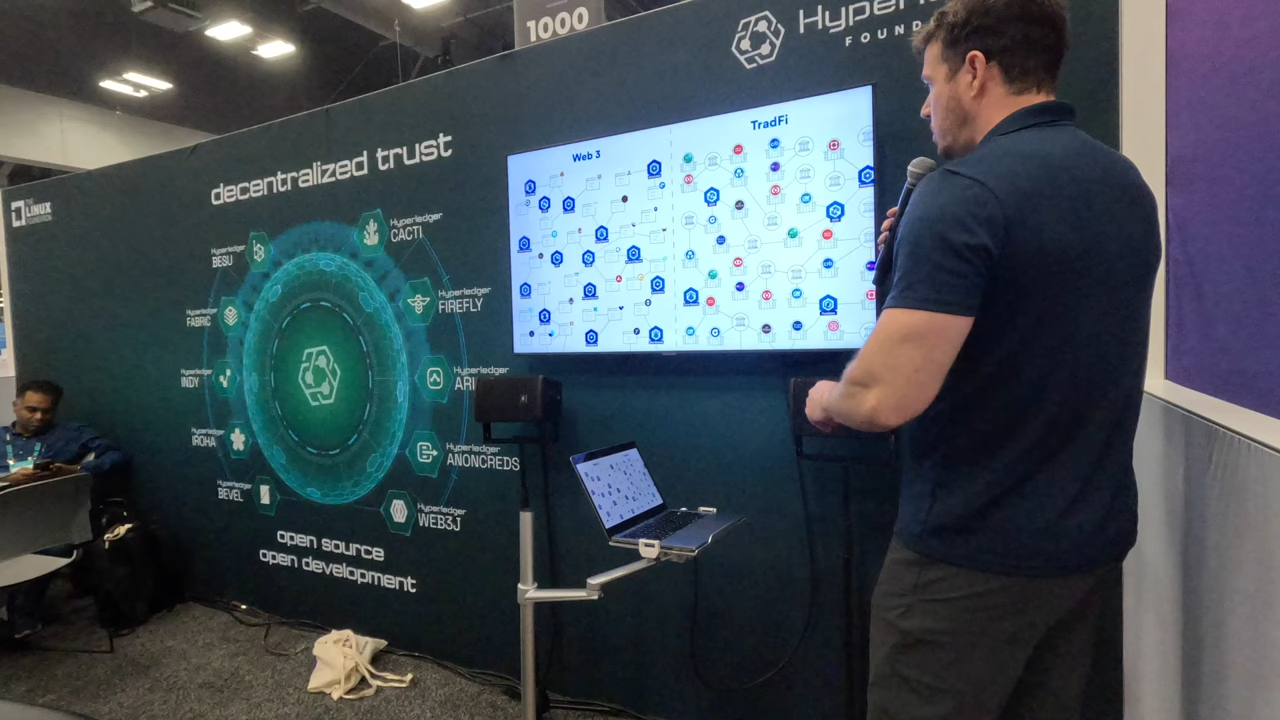 1000
Hyperl
FOUND
THE
LINUX
FOUNDATION
decentralized trust
Hyperledger
CACTI
Hyperledger
BESU
Hyperledger
FIREFLY
Hyperledger
FABRIC
Hyperledger
ARI
Hyperledger
INDY
Hyperledger
ANONCREDS
Hyperledger
IROHA
Hyperledger
WEB3J
Hyperledger
BEVEL
open source
open development
Web 3
TradFi